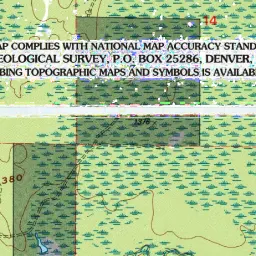 14
AP COMPLIES WITH NATIONAL MAP ACCURACY STAND
EOLOGICAL SURVEY, P.O. BOX 25286, DENVER,
BING TOPOGRAPHIC MAPS AND SYMBOLS IS AVAILAB
1376
380